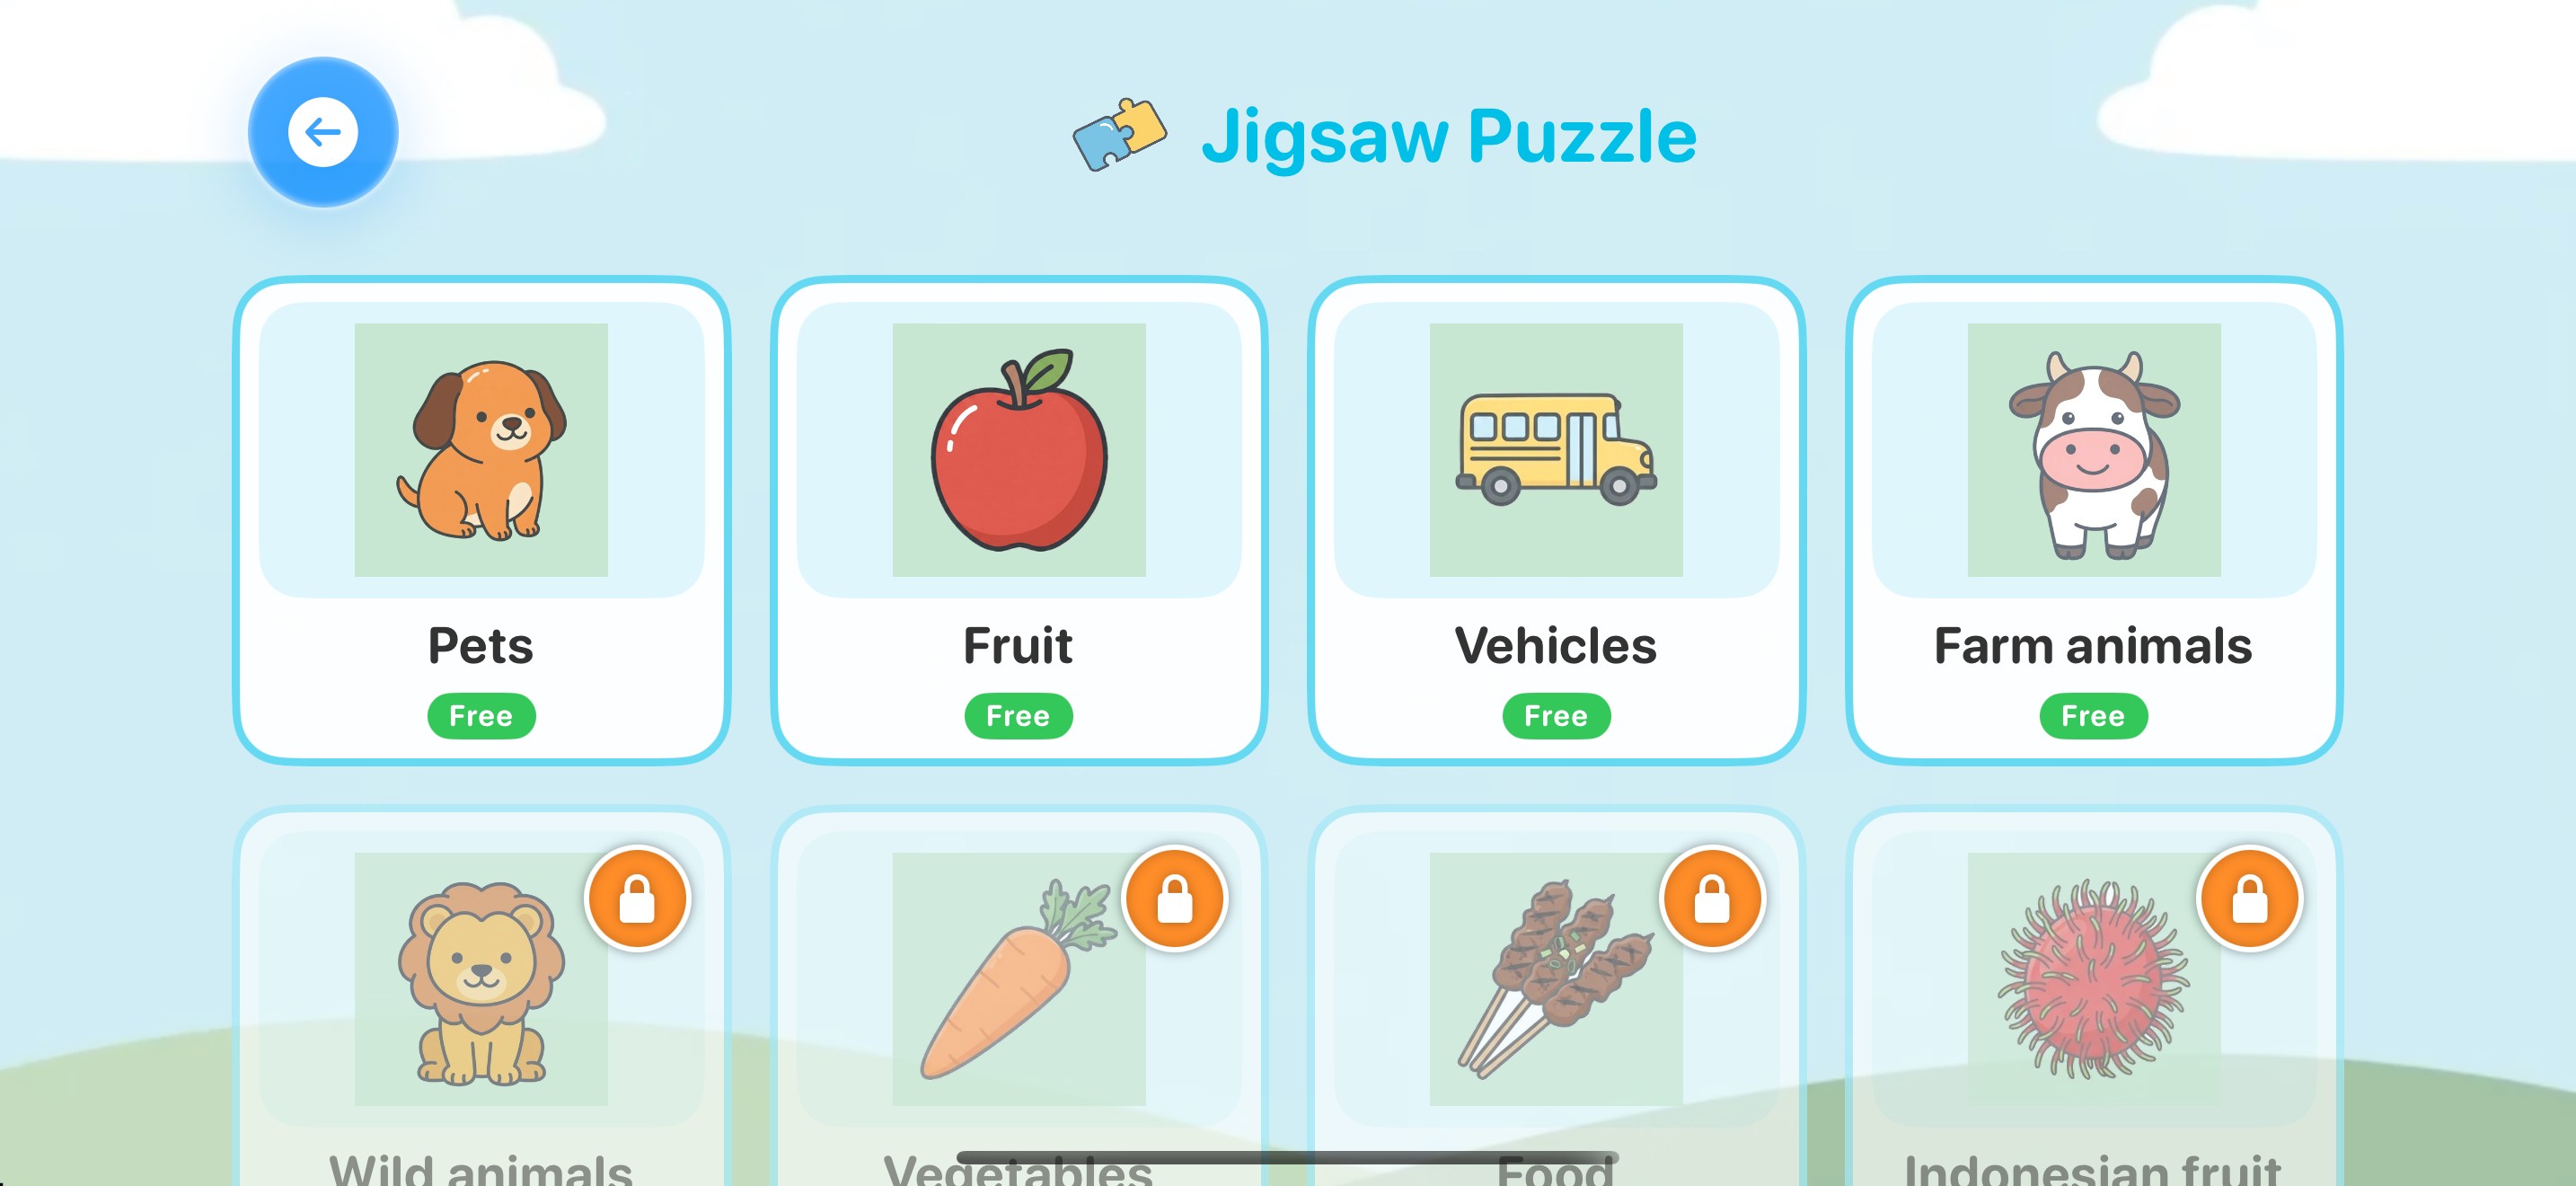 Jigsaw Puzzle
Pets
Free
Fruit
Free
Vehicles
Free
Farm animals
Free
Wild animals
Vegetables
Food
Indonesian fruit